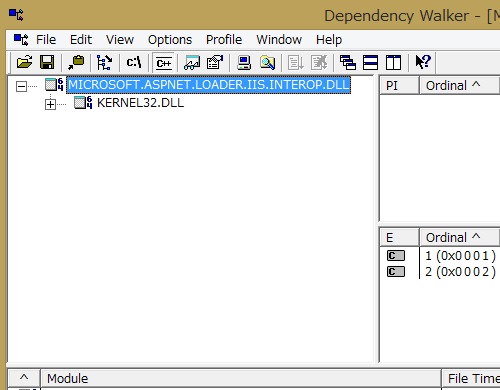 Dependency Walker - [M
File Edit View Options Profile Window Help
C:\ C++
MICROSOFT.ASPNET.LOADER.IIS.INTEROP.DLL
KERNEL32.DLL
PI Ordinal ^
E Ordinal ^
C 1 (0x0001)
C 2 (0x0002)
^ Module File Time